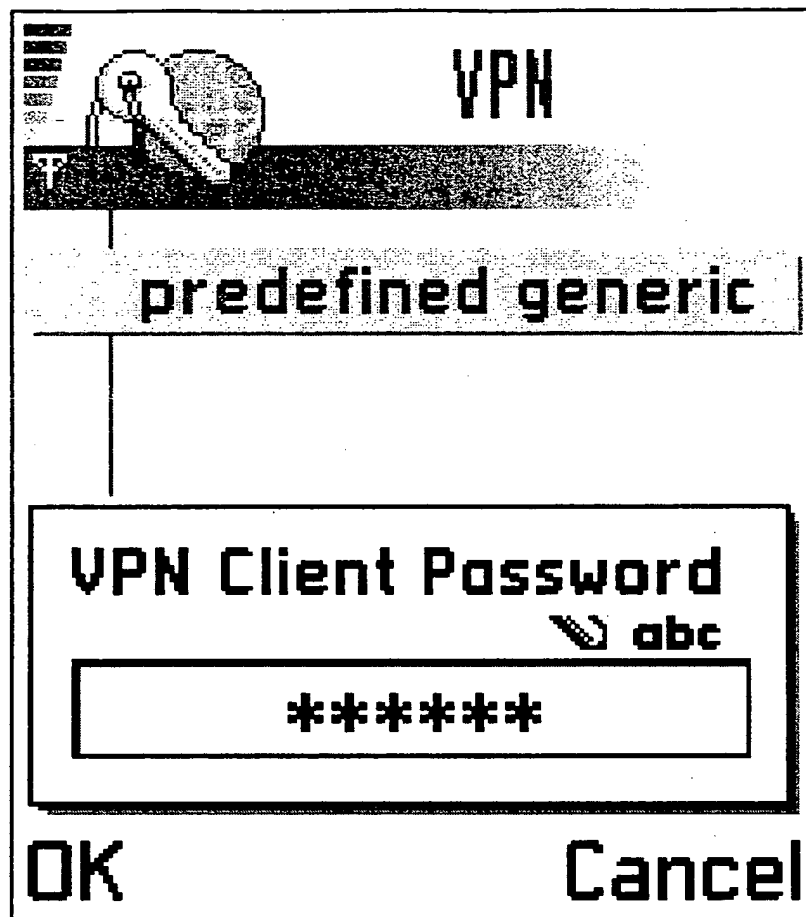 VPN
predefined generic
VPN Client Password
abc
******
OK
Cancel